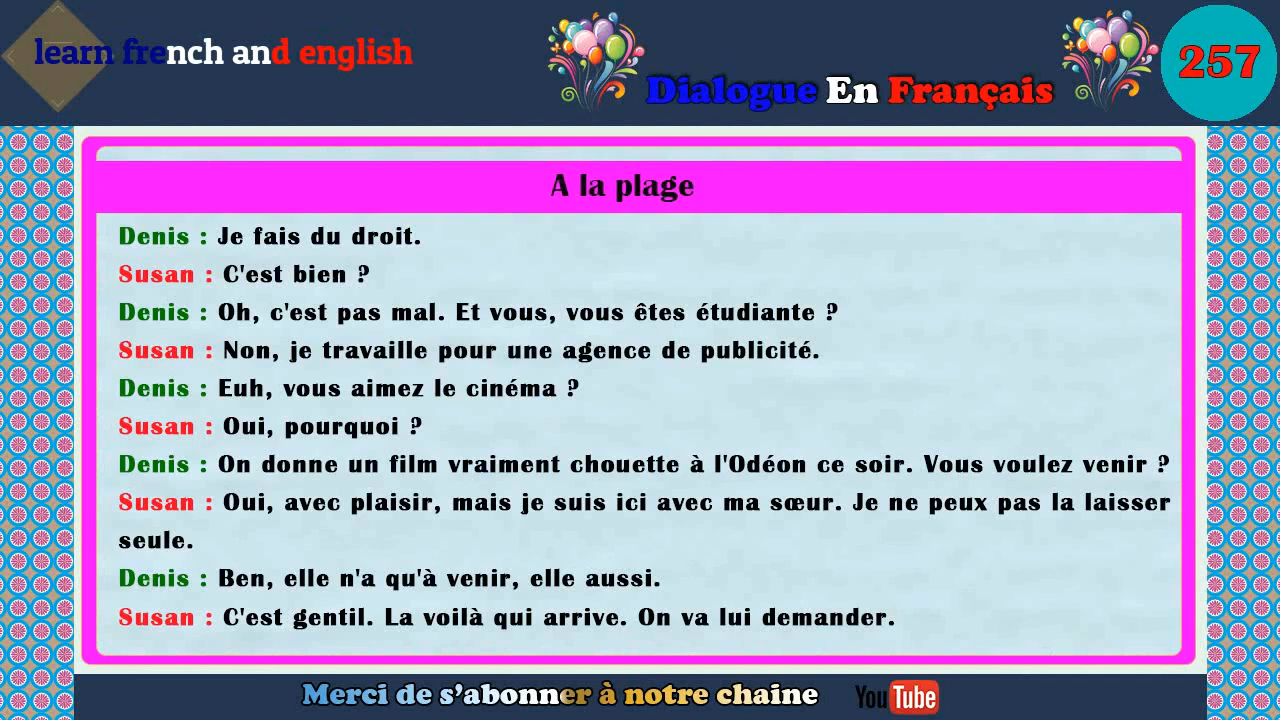 learn french and english
Dialogue En Français
257
A la plage
Denis : Je fais du droit.
Susan : C'est bien ?
Denis : Oh, c'est pas mal. Et vous, vous êtes étudiante ?
Susan : Non, je travaille pour une agence de publicité.
Denis : Euh, vous aimez le cinéma ?
Susan : Oui, pourquoi ?
Denis : On donne un film vraiment chouette à l'Odéon ce soir. Vous voulez venir ?
Susan : Oui, avec plaisir, mais je suis ici avec ma sœur. Je ne peux pas la laisser
seule.
Denis : Ben, elle n'a qu'à venir, elle aussi.
Susan : C'est gentil. La voilà qui arrive. On va lui demander.
Merci de s'abonner à notre chaine
YouTube